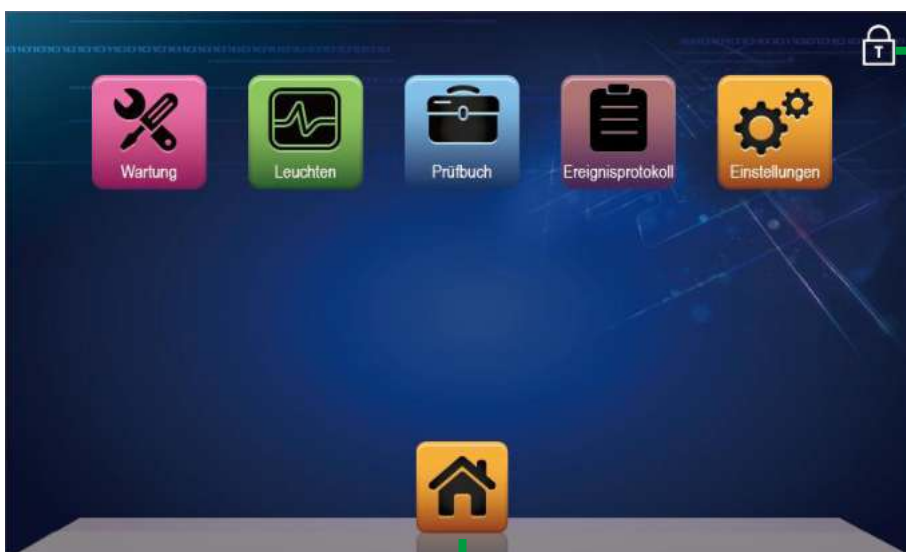 T
Wartung
Leuchten
Prüfbuch
Ereignisprotokoll
Einstellungen